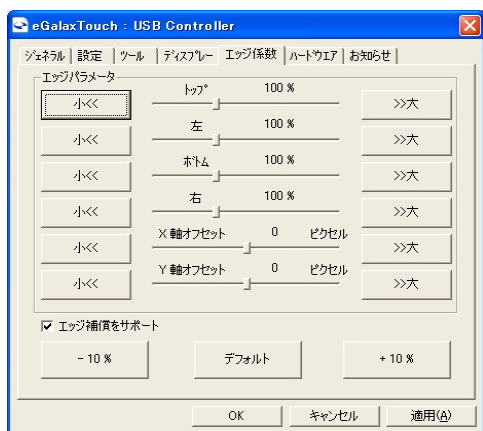 eGalaxTouch : USB Controller
ジェネラル 設定 ツール ディスプレー エッジ係数 ハードウエア お知らせ
エッジパラメータ
小<< トップ 100 % >>大
小<< 左 100 % >>大
小<< ボトム 100 % >>大
小<< 右 100 % >>大
小<< X 軸オフセット 0 ピクセル >>大
小<< Y 軸オフセット 0 ピクセル >>大
エッジ補償をサポート
- 10 % デフォルト + 10 %
OK キャンセル 適用(A)